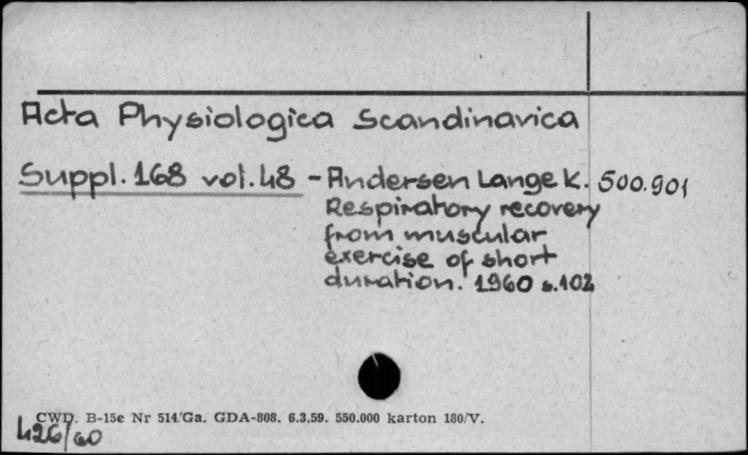 Acta Physiologica Scandinavica
Suppl. 168 vol. 48 - Andersen Lange K. 500.901
Respiratory recovery
from muscular
exercise of short
duration. 1960 s.102
CWD. B-15c Nr 514/Ga. GDA-808. 6.3.59. 550.000 karton 180/V.
426/60